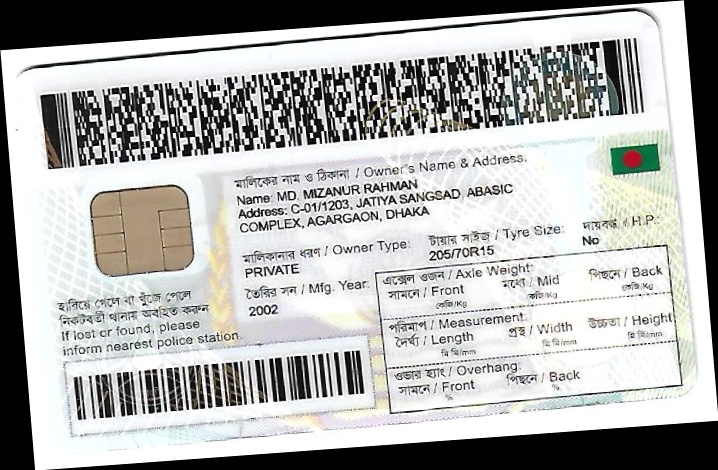 মালিকের নাম ও ঠিকানা / Owner's Name & Address:
Name: MD. MIZANUR RAHMAN
Address: C-01/1203, JATIYA SANGSAD, ABASIC
COMPLEX, AGARGAON, DHAKA
মালিকানার ধরণ / Owner Type: টায়ার সাইজ / Tyre Size: দায়বদ্ধ / H.P.:
PRIVATE 205/70R15 No
তৈরির সন / Mfg. Year:
2002
এক্সেল ওজন / Axle Weight:
সামনে / Front মধ্যে / Mid পিছনে / Back
কেজি/Kg কেজি/Kg কেজি/Kg
পরিমাপ / Measurement:
দৈর্ঘ্য / Length প্রস্থ / Width উচ্চতা / Height
মি মি/mm মি মি/mm মি মি/mm
ওভার হ্যাং / Overhang:
সামনে / Front পিছনে / Back
% %
হারিয়ে গেলে বা খুঁজে পেলে
নিকটবর্তী থানায় অবহিত করুন
If lost or found, please
inform nearest police station.